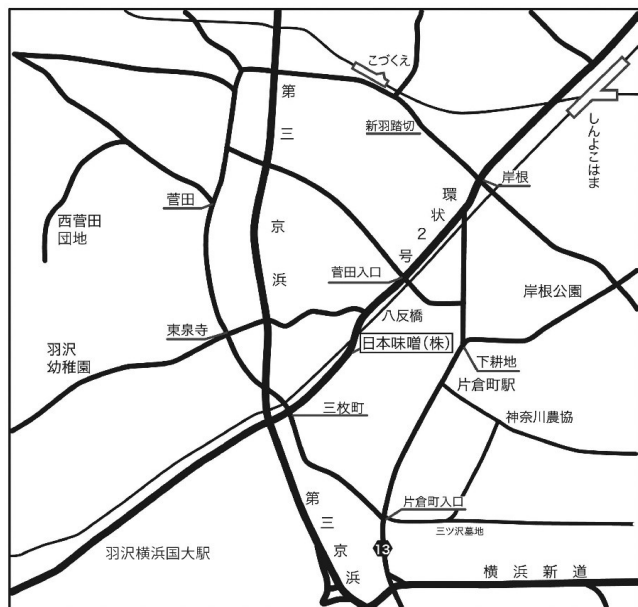 こづくえ
第三京浜
新羽踏切
しんよこはま
岸根
環状2号
菅田
西菅田
団地
菅田入口
岸根公園
八反橋
東泉寺
日本味噌(株)
羽沢
幼稚園
下耕地
片倉町駅
三枚町
神奈川農協
第三京浜
片倉町入口
三ツ沢墓地
羽沢横浜国大駅
13
横浜新道